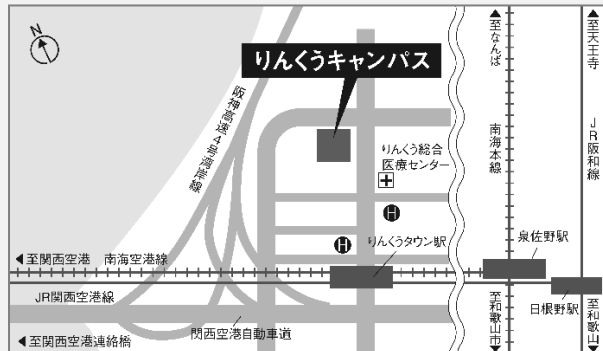 りんくうキャンパス
▲至なんば
▲至天王寺
阪神高速4号湾岸線
南海本線
JR阪和線
りんくう総合
医療センター
H
H
りんくうタウン駅
泉佐野駅
◀至関西空港 南海空港線
JR関西空港線
日根野駅
関西空港自動車道
◀至関西空港連絡橋
至和歌山市▼
至和歌山▼
N